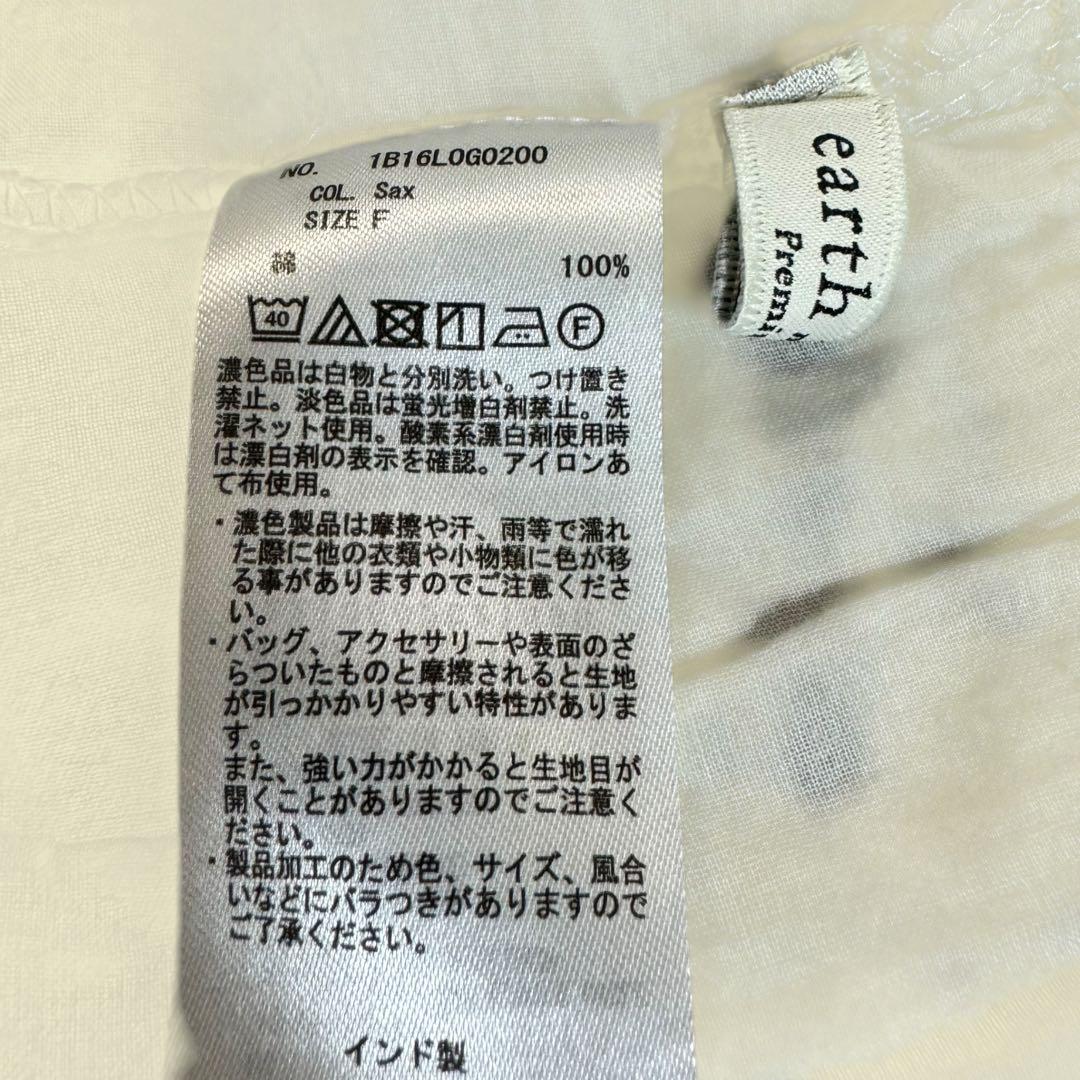 NO. 1B16L0G0200
COL. Sax
SIZE F
綿 100%
40
F
濃色品は白物と分別洗い。つけ置き
禁止。淡色品は蛍光増白剤禁止。洗
濯ネット使用。酸素系漂白剤使用時
は漂白剤の表示を確認。アイロンあ
て布使用。
・濃色製品は摩擦や汗、雨等で濡れ
た際に他の衣類や小物類に色が移
る事がありますのでご注意くださ
い。
・バッグ、アクセサリーや表面のざ
らついたものと摩擦されると生地
が引っかかりやすい特性がありま
す。
また、強い力がかかると生地目が
開くことがありますのでご注意く
ださい。
・製品加工のため色、サイズ、風合
いなどにバラつきがありますので
ご了承ください。
インド製
earth